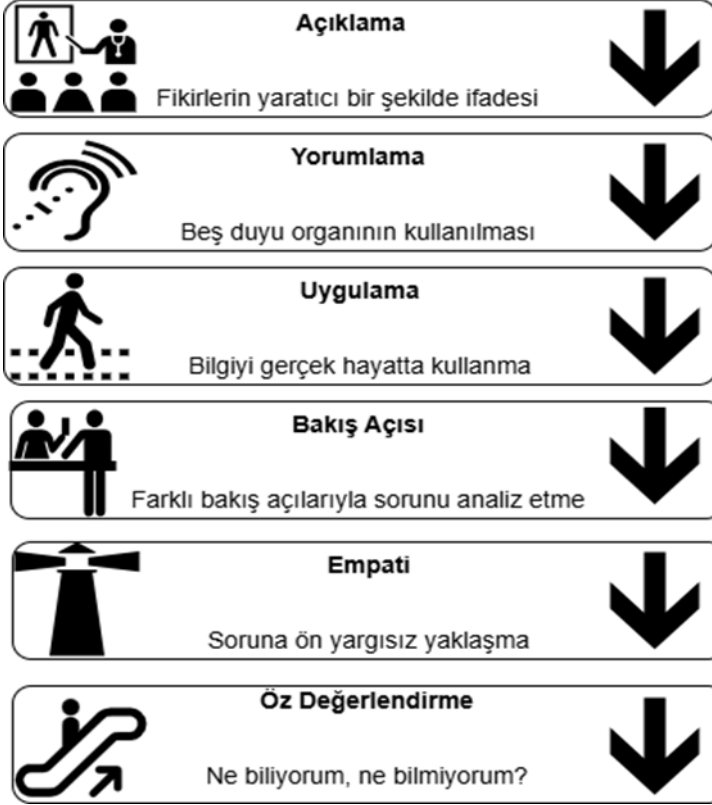 Açıklama
Fikirlerin yaratıcı bir şekilde ifadesi
Yorumlama
Beş duyu organının kullanılması
Uygulama
Bilgiyi gerçek hayatta kullanma
Bakış Açısı
Farklı bakış açılarıyla sorunu analiz etme
Empati
Soruna ön yargısız yaklaşma
Öz Değerlendirme
Ne biliyorum, ne bilmiyorum?